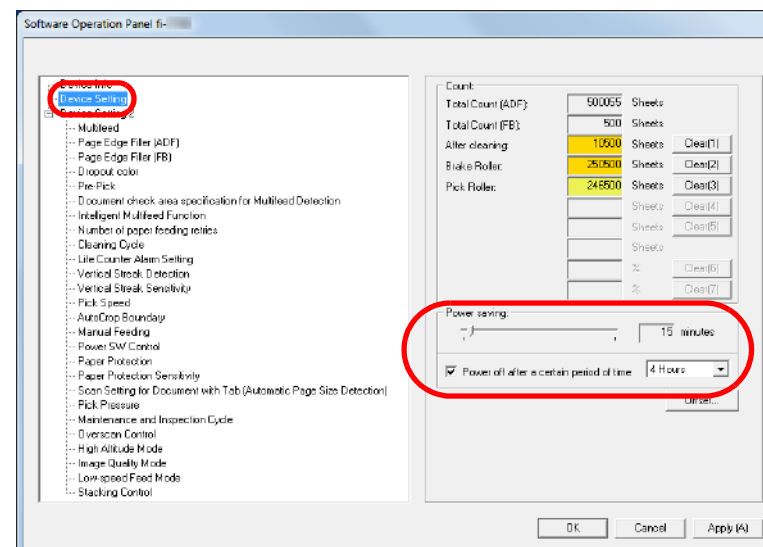 Software Operation Panel fi-
Device Info
Device Setting
Device Setting 2
Multifeed
Page Edge Filler (ADF)
Page Edge Filler (FB)
Dropout color
Pre-Pick
Document check area specification for Multifeed Detection
Intelligent Multifeed Function
Number of paper feeding retries
Cleaning Cycle
Life Counter Alarm Setting
Vertical Streak Detection
Vertical Streak Sensitivity
Pick Speed
AutoCrop Boundary
Manual Feeding
Power SW Control
Paper Protection
Paper Protection Sensitivity
Scan Setting for Document with Tab (Automatic Page Size Detection)
Pick Pressure
Maintenance and Inspection Cycle
Overscan Control
High Altitude Mode
Image Quality Mode
Low-speed Feed Mode
Stacking Control
Count:
Total Count (ADF): 500055 Sheets
Total Count (FB): 500 Sheets
After cleaning: 10500 Sheets Clear(1)
Brake Roller: 250500 Sheets Clear(2)
Pick Roller: 246500 Sheets Clear(3)
Sheets Clear(4)
Sheets Clear(5)
Sheets
% Clear(6)
% Clear(7)
Power saving:
15 minutes
Power off after a certain period of time 4 Hours
Offset...
OK Cancel Apply (A)